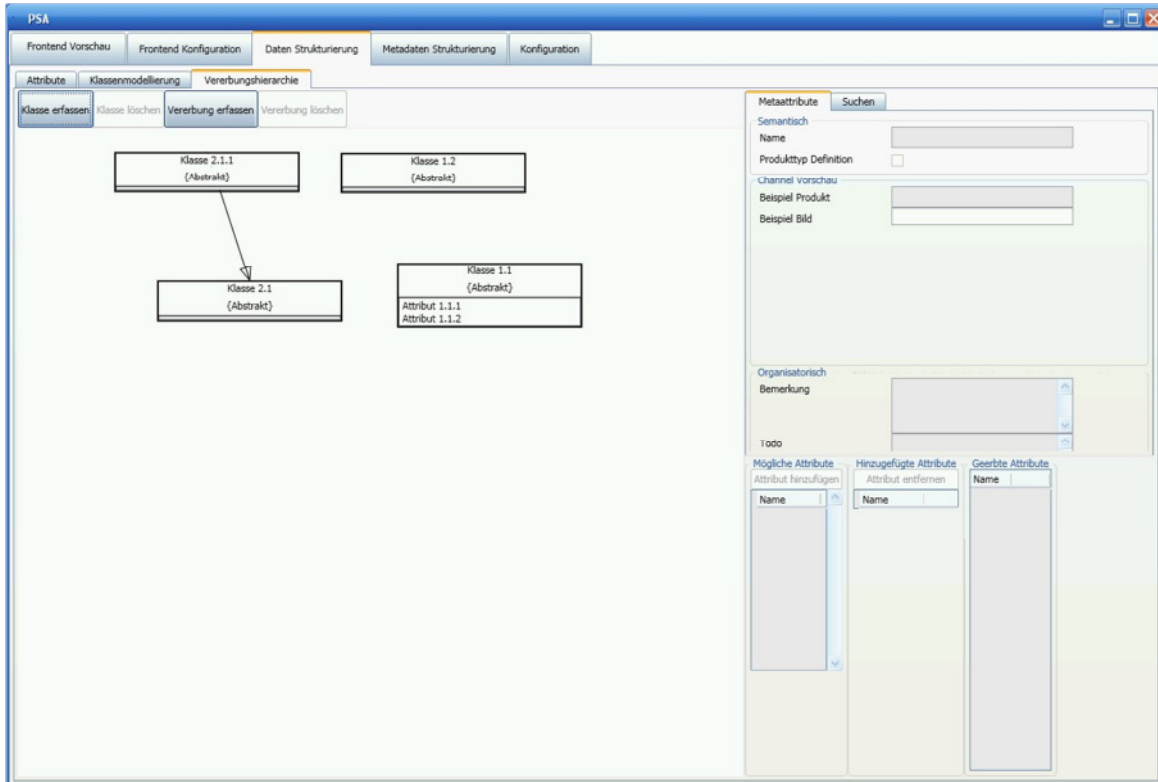 PSA
Frontend Vorschau Frontend Konfiguration Daten Strukturierung Metadaten Strukturierung Konfiguration
Attribute Klassenmodellierung Vererbungshierarchie
Klasse erfassen Klasse löschen Vererbung erfassen Vererbung löschen
Klasse 2.1.1
{Abstrakt}
Klasse 1.2
{Abstrakt}
Klasse 2.1
{Abstrakt}
Klasse 1.1
{Abstrakt}
Attribut 1.1.1
Attribut 1.1.2
Metaattribute Suchen
Semantisch
Name
Produkttyp Definition
Channel Vorschau
Beispiel Produkt
Beispiel Bild
Organisatorisch
Bemerkung
Todo
Mögliche Attribute Hinzugefügte Attribute Geerbte Attribute
Attribut hinzufügen Attribut entfernen Name
Name Name